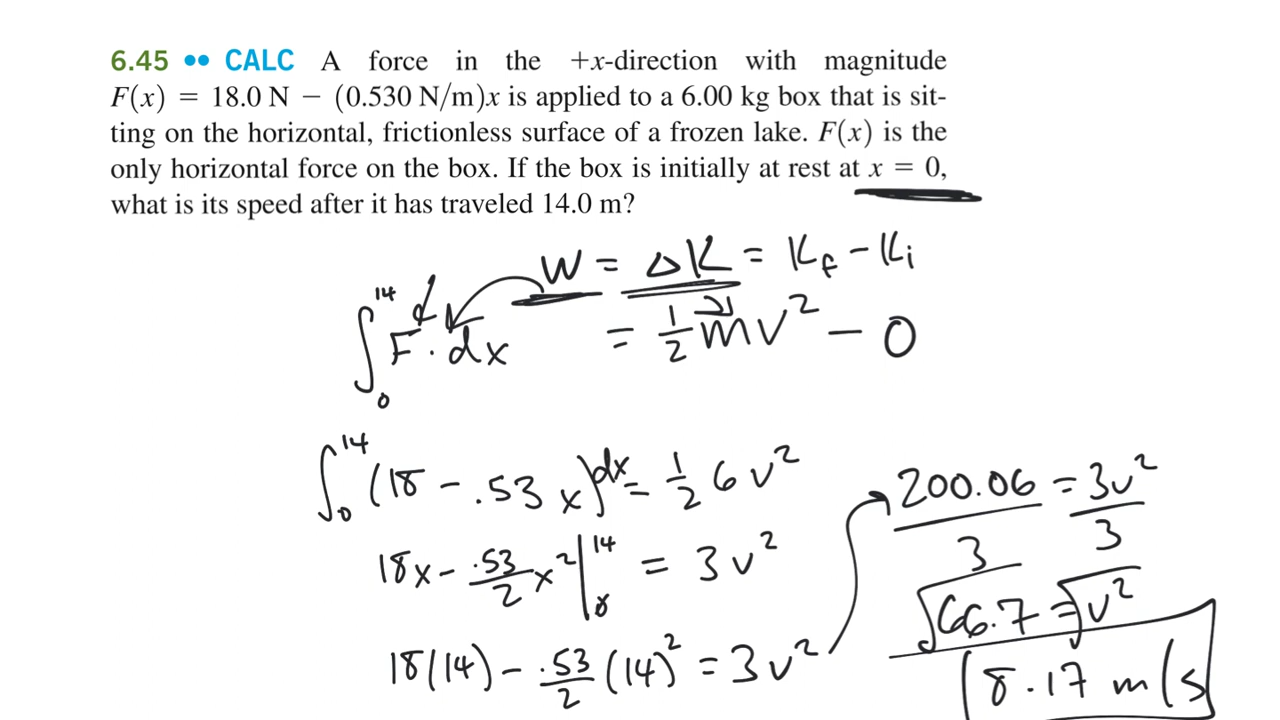 6.45 •• CALC A force in the +x-direction with magnitude
F(x) = 18.0 N − (0.530 N/m)x is applied to a 6.00 kg box that is sit-
ting on the horizontal, frictionless surface of a frozen lake. F(x) is the
only horizontal force on the box. If the box is initially at rest at x = 0,
what is its speed after it has traveled 14.0 m?
W = ΔK = Kf − Ki
∫₀¹⁴ F · dx = ½ mv² − 0
∫₀¹⁴ (18 − .53 x) dx = ½ 6 v²
18x − .53/2 x² |₀¹⁴ = 3v²
18(14) − .53/2 (14)² = 3v²
200.06/3 = 3v²/3
√66.7 = √v²
8.17 m/s